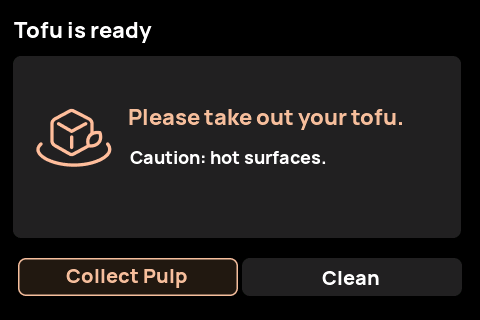 Tofu is ready
Please take out your tofu.
Caution: hot surfaces.
Collect Pulp
Clean